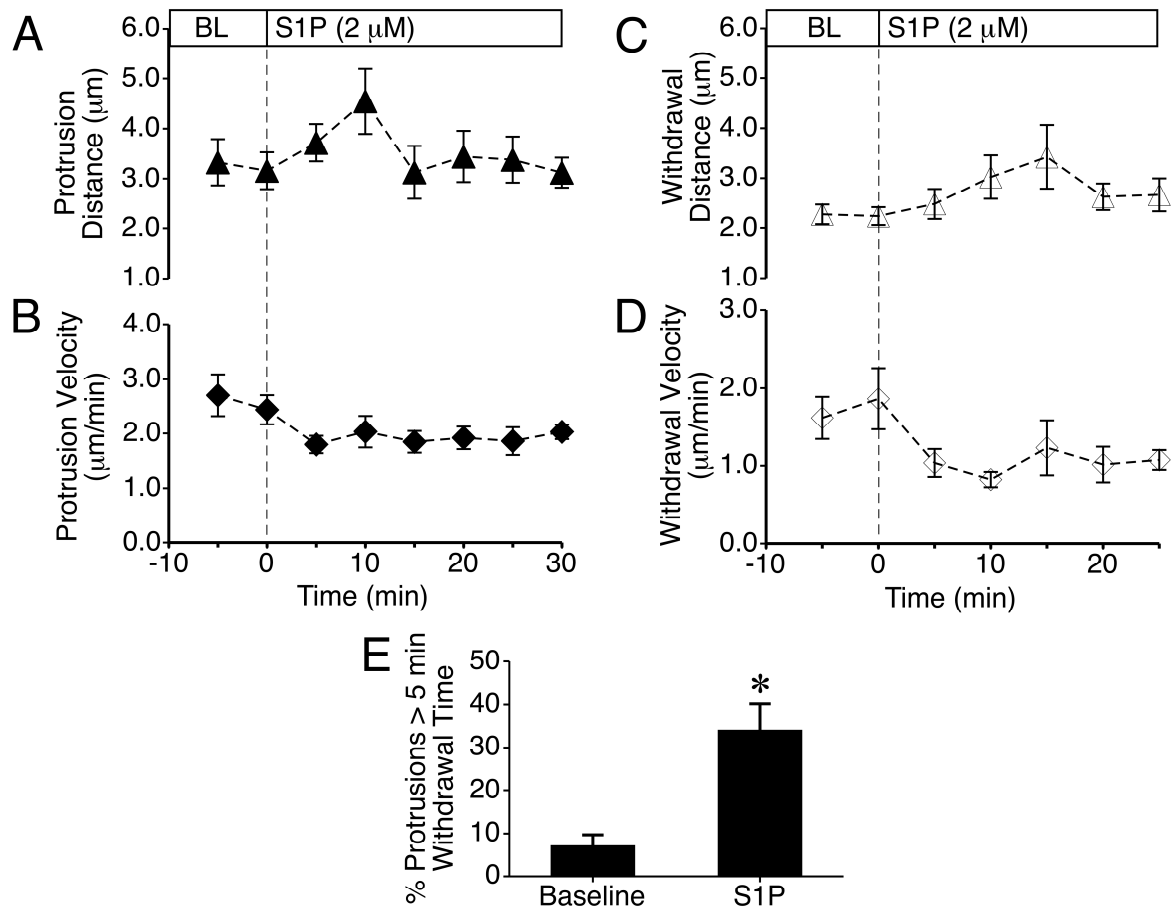 A
BL
S1P (2 μM)
6.0
5.0
4.0
3.0
2.0
1.0
Protrusion
Distance (μm)
C
BL
S1P (2 μM)
6.0
5.0
4.0
3.0
2.0
1.0
Withdrawal
Distance (μm)
B
4.0
3.0
2.0
1.0
0.0
Protrusion Velocity
(μm/min)
-10 0 10 20 30
Time (min)
D
3.0
2.0
1.0
0.0
Withdrawal Velocity
(μm/min)
-10 0 10 20
Time (min)
E
% Protrusions > 5 min
Withdrawal Time
50
40
30
20
10
0
*
Baseline S1P